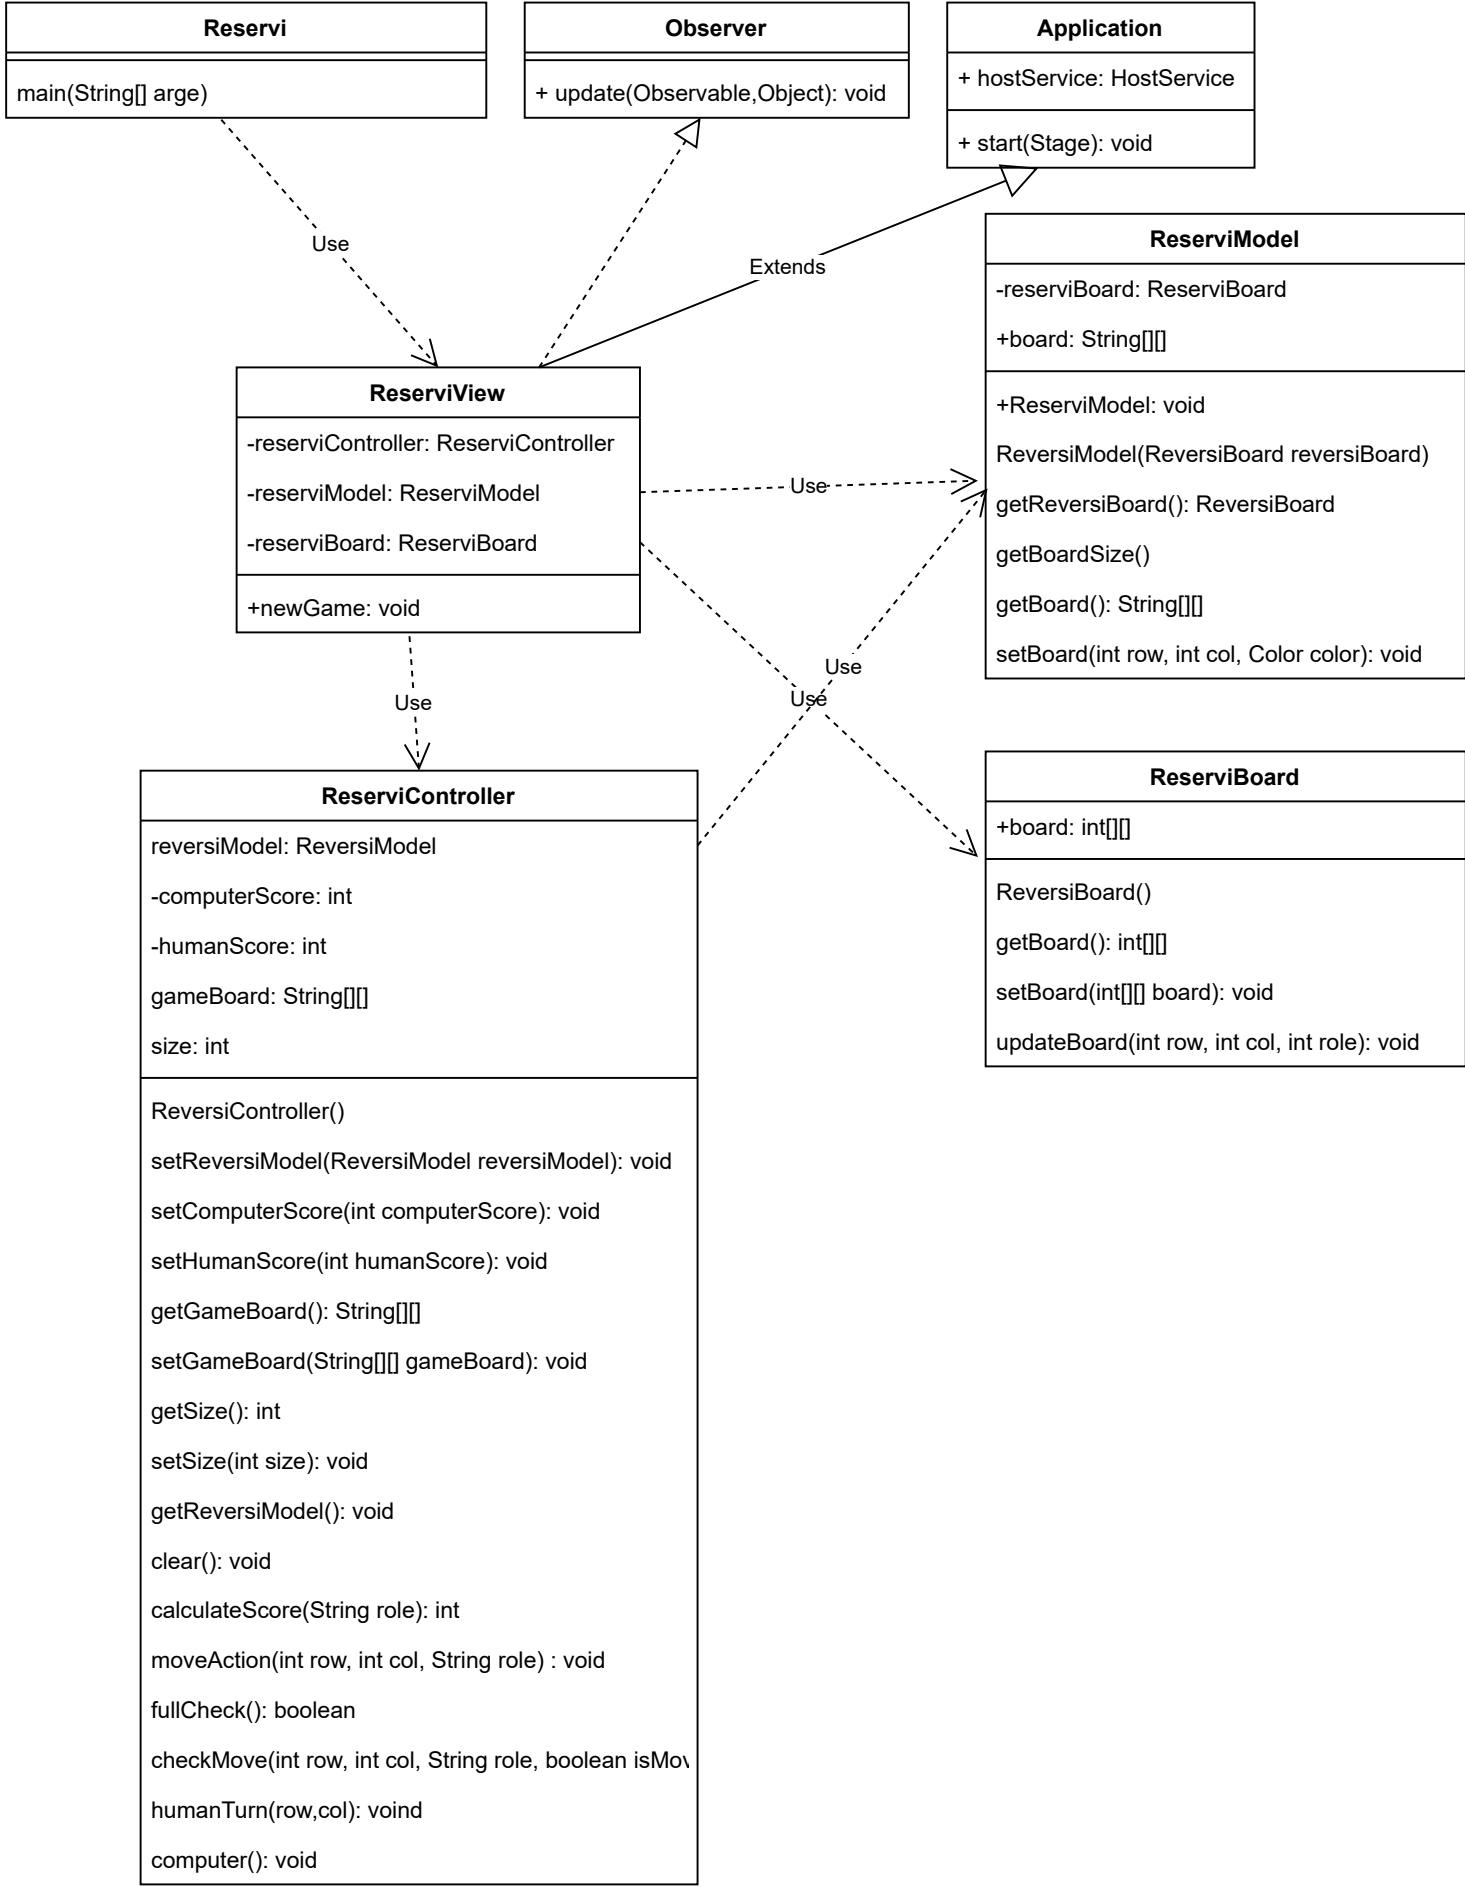 Reservi
main(String[] arge)
Observer
+ update(Observable,Object): void
Application
+ hostService: HostService
+ start(Stage): void
Use
Extends
ReserviModel
-reserviBoard: ReserviBoard
+board: String[][]
+ReserviModel: void
ReversiModel(ReversiBoard reversiBoard)
getReversiBoard(): ReversiBoard
getBoardSize()
getBoard(): String[][]
setBoard(int row, int col, Color color): void
ReserviView
-reserviController: ReserviController
-reserviModel: ReserviModel
-reserviBoard: ReserviBoard
+newGame: void
Use
Use
Use
Use
ReserviBoard
+board: int[][]
ReversiBoard()
getBoard(): int[][]
setBoard(int[][] board): void
updateBoard(int row, int col, int role): void
ReserviController
reversiModel: ReversiModel
-computerScore: int
-humanScore: int
gameBoard: String[][]
size: int
ReversiController()
setReversiModel(ReversiModel reversiModel): void
setComputerScore(int computerScore): void
setHumanScore(int humanScore): void
getGameBoard(): String[][]
setGameBoard(String[][] gameBoard): void
getSize(): int
setSize(int size): void
getReversiModel(): void
clear(): void
calculateScore(String role): int
moveAction(int row, int col, String role) : void
fullCheck(): boolean
checkMove(int row, int col, String role, boolean isMov
humanTurn(row,col): voind
computer(): void